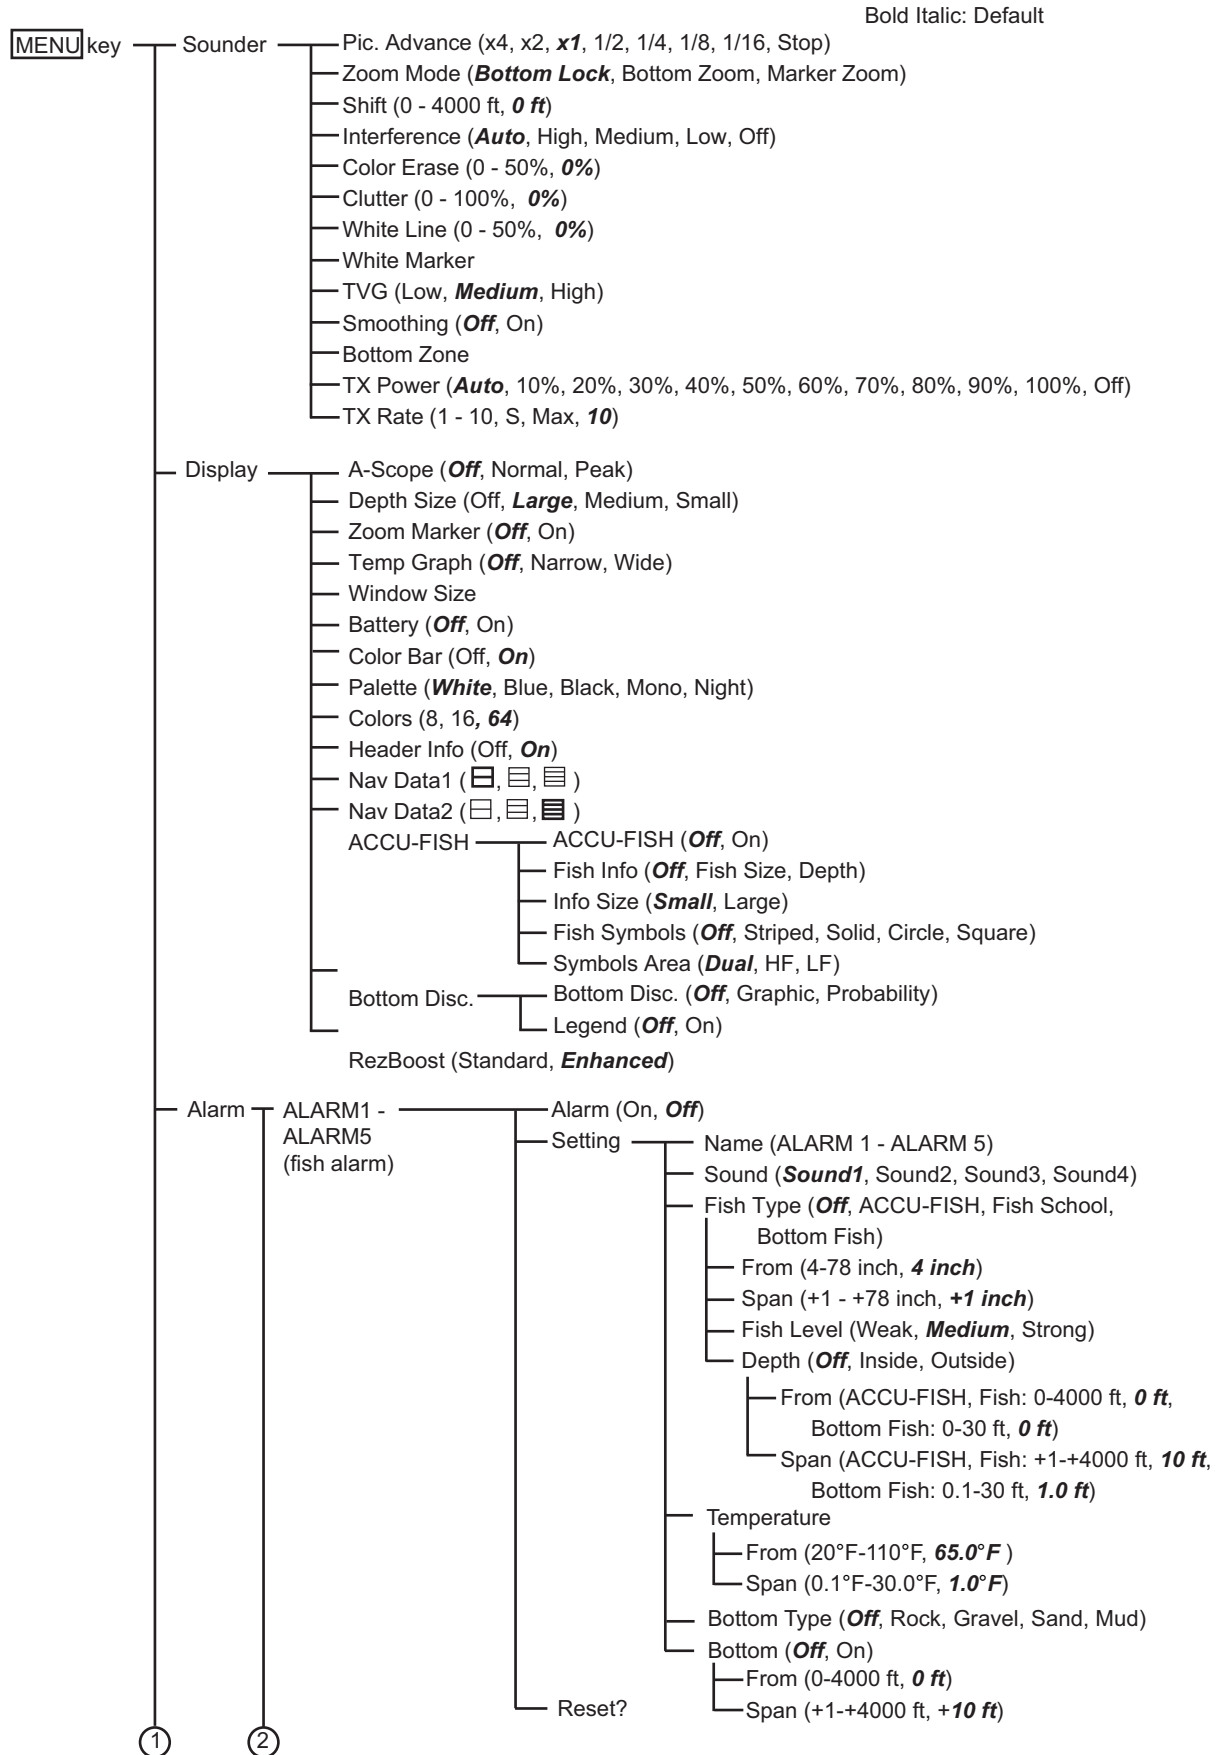 Bold Italic: Default
MENU key
Sounder
Pic. Advance (x4, x2, x1, 1/2, 1/4, 1/8, 1/16, Stop)
Zoom Mode (Bottom Lock, Bottom Zoom, Marker Zoom)
Shift (0 - 4000 ft, 0 ft)
Interference (Auto, High, Medium, Low, Off)
Color Erase (0 - 50%, 0%)
Clutter (0 - 100%, 0%)
White Line (0 - 50%, 0%)
White Marker
TVG (Low, Medium, High)
Smoothing (Off, On)
Bottom Zone
TX Power (Auto, 10%, 20%, 30%, 40%, 50%, 60%, 70%, 80%, 90%, 100%, Off)
TX Rate (1 - 10, S, Max, 10)
Display
A-Scope (Off, Normal, Peak)
Depth Size (Off, Large, Medium, Small)
Zoom Marker (Off, On)
Temp Graph (Off, Narrow, Wide)
Window Size
Battery (Off, On)
Color Bar (Off, On)
Palette (White, Blue, Black, Mono, Night)
Colors (8, 16, 64)
Header Info (Off, On)
Nav Data1 ( , , )
Nav Data2 ( , , )
ACCU-FISH
ACCU-FISH (Off, On)
Fish Info (Off, Fish Size, Depth)
Info Size (Small, Large)
Fish Symbols (Off, Striped, Solid, Circle, Square)
Symbols Area (Dual, HF, LF)
Bottom Disc.
Bottom Disc. (Off, Graphic, Probability)
Legend (Off, On)
RezBoost (Standard, Enhanced)
Alarm
ALARM1 -
ALARM5
(fish alarm)
Alarm (On, Off)
Setting
Name (ALARM 1 - ALARM 5)
Sound (Sound1, Sound2, Sound3, Sound4)
Fish Type (Off, ACCU-FISH, Fish School,
Bottom Fish)
From (4-78 inch, 4 inch)
Span (+1 - +78 inch, +1 inch)
Fish Level (Weak, Medium, Strong)
Depth (Off, Inside, Outside)
From (ACCU-FISH, Fish: 0-4000 ft, 0 ft,
Bottom Fish: 0-30 ft, 0 ft)
Span (ACCU-FISH, Fish: +1-+4000 ft, 10 ft,
Bottom Fish: 0.1-30 ft, 1.0 ft)
Temperature
From (20°F-110°F, 65.0°F )
Span (0.1°F-30.0°F, 1.0°F)
Bottom Type (Off, Rock, Gravel, Sand, Mud)
Bottom (Off, On)
From (0-4000 ft, 0 ft)
Span (+1-+4000 ft, +10 ft)
Reset?
1
2